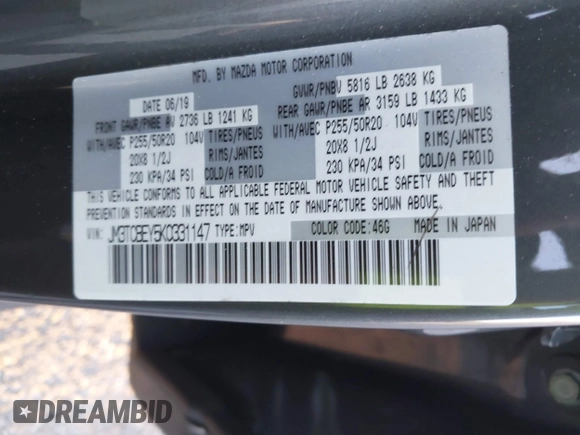 MFD. BY MAZDA MOTOR CORPORATION
DATE 06/19 GVWR/PNBV 5816 LB 2638 KG
FRONT GAWR/PNBE AV 2736 LB 1241 KG REAR GAWR/PNBE AR 3159 LB 1433 KG
WITH/AVEC P255/50R20 104V TIRES/PNEUS WITH/AVEC P255/50R20 104V TIRES/PNEUS
20X8 1/2J RIMS/JANTES 20X8 1/2J RIMS/JANTES
230 KPA/34 PSI COLD/A FROID 230 KPA/34 PSI COLD/A FROID
THIS VEHICLE CONFORMS TO ALL APPLICABLE FEDERAL MOTOR VEHICLE SAFETY AND THEFT
PREVENTION STANDARDS IN EFFECT ON THE DATE OF MANUFACTURE SHOWN ABOVE.
VIN: JM3TCBEY5K0331147 TYPE:MPV COLOR CODE:46G MADE IN JAPAN
DREAMBID